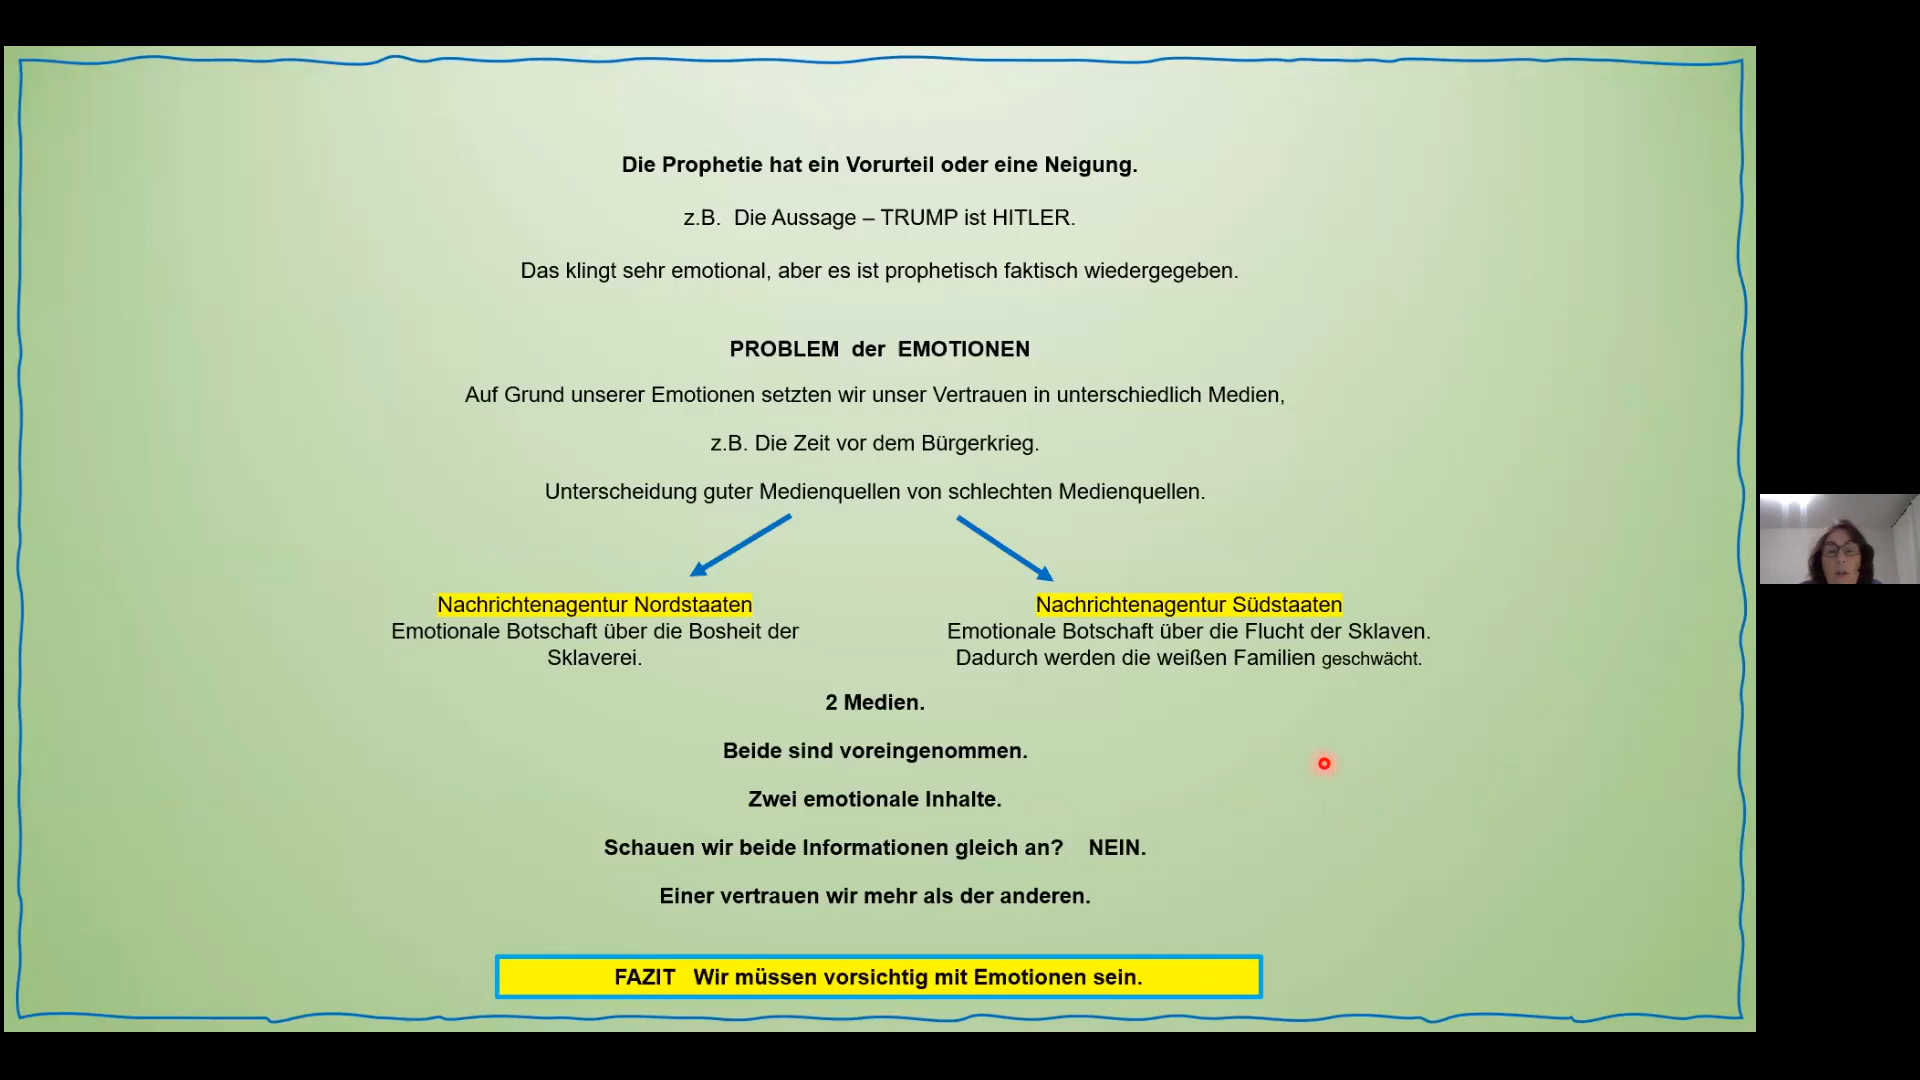 Die Prophetie hat ein Vorurteil oder eine Neigung.
z.B.  Die Aussage – TRUMP ist HITLER.
Das klingt sehr emotional, aber es ist prophetisch faktisch wiedergegeben.
PROBLEM  der  EMOTIONEN
Auf Grund unserer Emotionen setzten wir unser Vertrauen in unterschiedlich Medien,
z.B. Die Zeit vor dem Bürgerkrieg.
Unterscheidung guter Medienquellen von schlechten Medienquellen.
Nachrichtenagentur Nordstaaten
Emotionale Botschaft über die Bosheit der
Sklaverei.
Nachrichtenagentur Südstaaten
Emotionale Botschaft über die Flucht der Sklaven.
Dadurch werden die weißen Familien geschwächt.
2 Medien.
Beide sind voreingenommen.
Zwei emotionale Inhalte.
Schauen wir beide Informationen gleich an?    NEIN.
Einer vertrauen wir mehr als der anderen.
FAZIT   Wir müssen vorsichtig mit Emotionen sein.